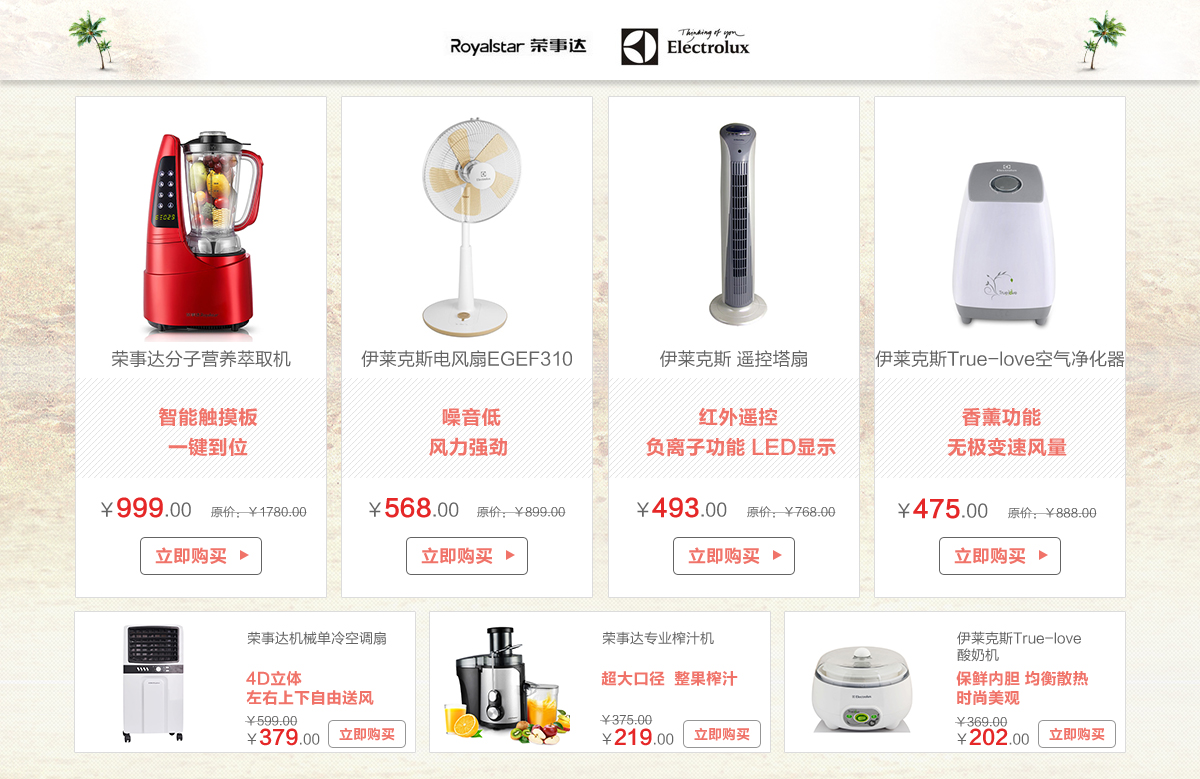 Royalstar 荣事达
Thinking of you
Electrolux
荣事达分子营养萃取机
智能触摸板
一键到位
￥999.00 原价：￥1780.00
立即购买
伊莱克斯电风扇EGEF310
噪音低
风力强劲
￥568.00 原价：￥899.00
立即购买
伊莱克斯 遥控塔扇
红外遥控
负离子功能 LED显示
￥493.00 原价：￥768.00
立即购买
伊莱克斯True-love空气净化器
香薰功能
无极变速风量
￥475.00 原价：￥888.00
立即购买
荣事达机械单冷空调扇
4D立体
左右上下自由送风
￥599.00
￥379.00
立即购买
荣事达专业榨汁机
超大口径 整果榨汁
￥375.00
￥219.00
立即购买
伊莱克斯True-love
酸奶机
保鲜内胆 均衡散热
时尚美观
￥369.00
￥202.00
立即购买